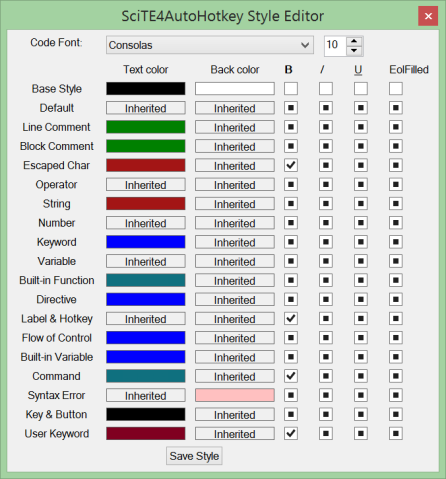 SciTE4AutoHotkey Style Editor
Code Font: Consolas 10
Text color Back color B / U EolFilled
Base Style
Default Inherited Inherited
Line Comment Inherited
Block Comment Inherited
Escaped Char Inherited
Operator Inherited Inherited
String Inherited
Number Inherited Inherited
Keyword Inherited
Variable Inherited Inherited
Built-in Function Inherited
Directive Inherited
Label & Hotkey Inherited Inherited
Flow of Control Inherited
Built-in Variable Inherited
Command Inherited
Syntax Error Inherited
Key & Button Inherited
User Keyword Inherited
Save Style